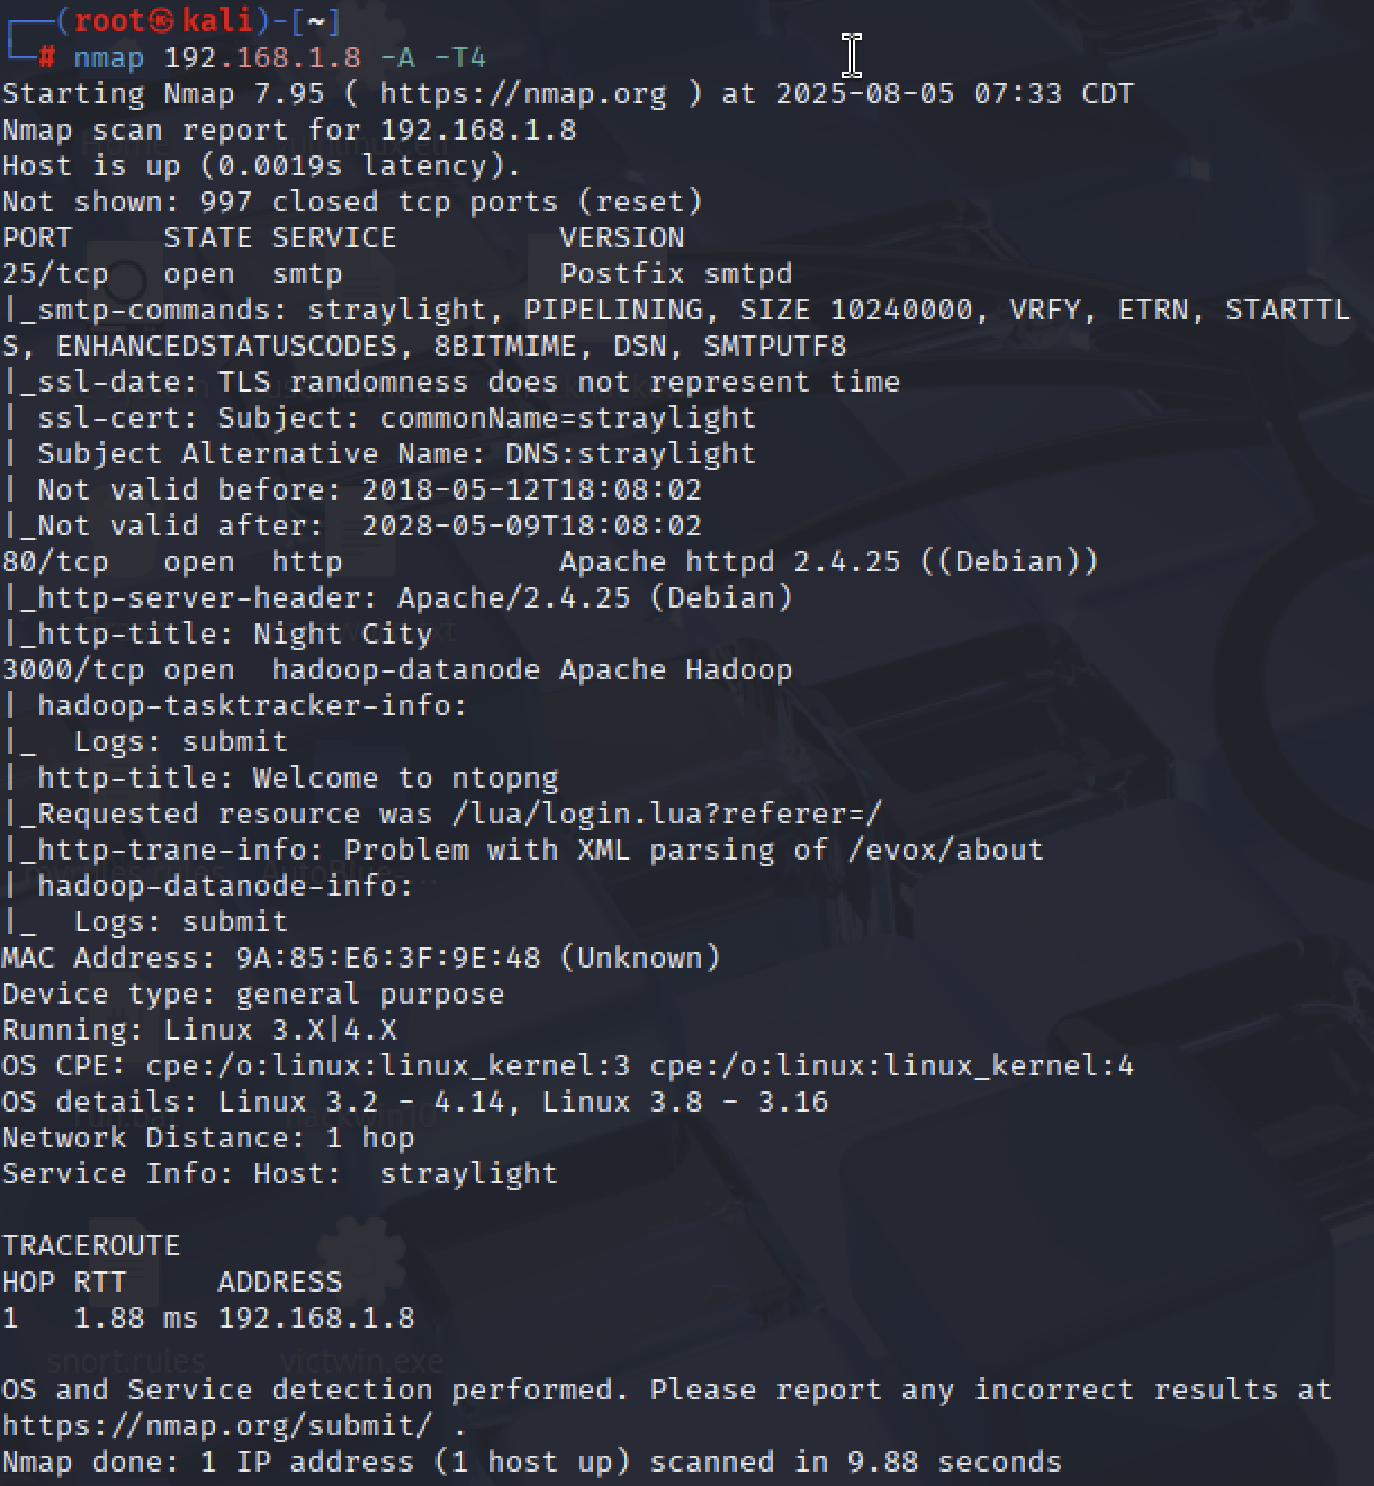 ┌──(root㉿kali)-[~]
└─# nmap 192.168.1.8 -A -T4
Starting Nmap 7.95 ( https://nmap.org ) at 2025-08-05 07:33 CDT
Nmap scan report for 192.168.1.8
Host is up (0.0019s latency).
Not shown: 997 closed tcp ports (reset)
PORT     STATE SERVICE         VERSION
25/tcp   open  smtp            Postfix smtpd
|_smtp-commands: straylight, PIPELINING, SIZE 10240000, VRFY, ETRN, STARTTL
S, ENHANCEDSTATUSCODES, 8BITMIME, DSN, SMTPUTF8
|_ssl-date: TLS randomness does not represent time
| ssl-cert: Subject: commonName=straylight
| Subject Alternative Name: DNS:straylight
| Not valid before: 2018-05-12T18:08:02
|_Not valid after:  2028-05-09T18:08:02
80/tcp   open  http            Apache httpd 2.4.25 ((Debian))
|_http-server-header: Apache/2.4.25 (Debian)
|_http-title: Night City
3000/tcp open  hadoop-datanode Apache Hadoop
| hadoop-tasktracker-info:
|_  Logs: submit
| http-title: Welcome to ntopng
|_Requested resource was /lua/login.lua?referer=/
|_http-trane-info: Problem with XML parsing of /evox/about
| hadoop-datanode-info:
|_  Logs: submit
MAC Address: 9A:85:E6:3F:9E:48 (Unknown)
Device type: general purpose
Running: Linux 3.X|4.X
OS CPE: cpe:/o:linux:linux_kernel:3 cpe:/o:linux:linux_kernel:4
OS details: Linux 3.2 - 4.14, Linux 3.8 - 3.16
Network Distance: 1 hop
Service Info: Host:  straylight
TRACEROUTE
HOP RTT     ADDRESS
1   1.88 ms 192.168.1.8
snort.rules victwin.exe
OS and Service detection performed. Please report any incorrect results at
https://nmap.org/submit/ .
Nmap done: 1 IP address (1 host up) scanned in 9.88 seconds